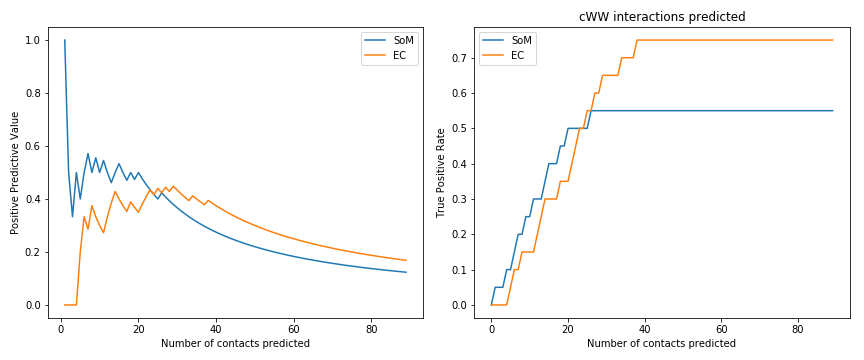 cWW interactions predicted
1.0
0.8
0.6
0.4
0.2
0.0
Positive Predictive Value
SoM
EC
0
20
40
60
80
Number of contacts predicted
0.7
0.6
0.5
0.4
0.3
0.2
0.1
0.0
True Positive Rate
SoM
EC
0
20
40
60
80
Number of contacts predicted